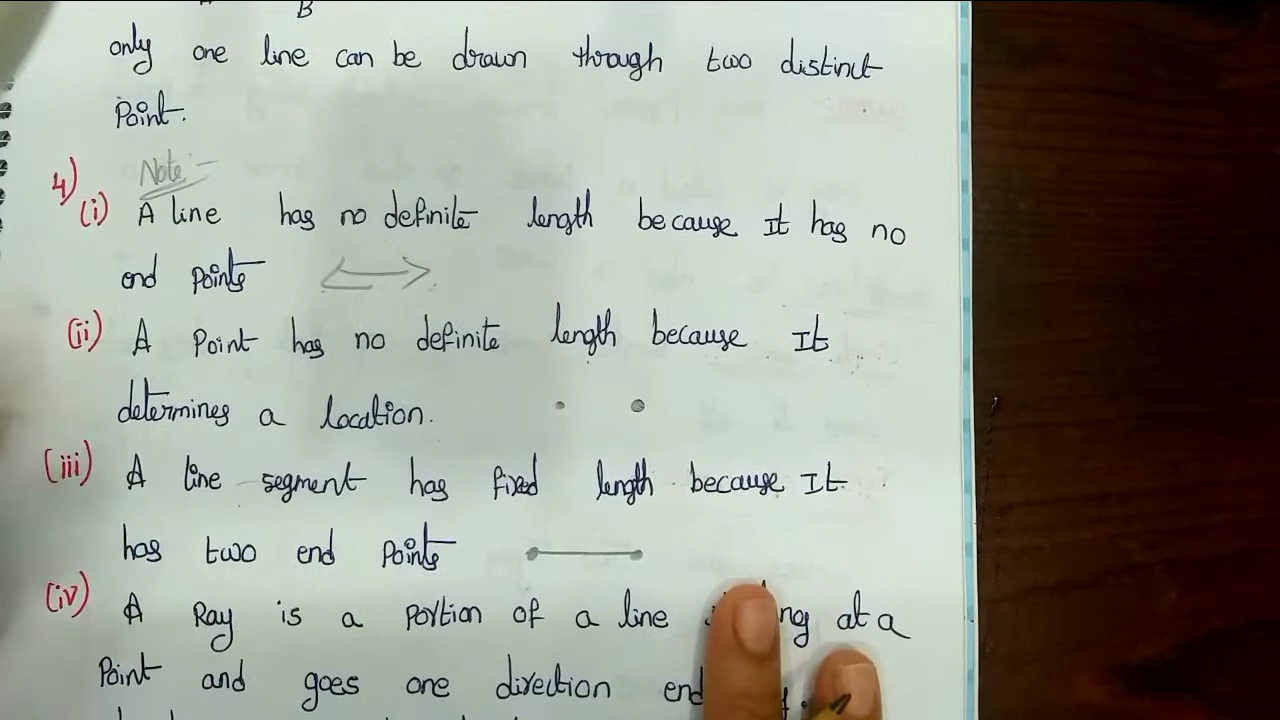 B
only one line can be drawn through two distinct
Point.
4) Note :-
(i) A line has no definite length because It has no
end points
(ii) A Point has no definite length because It
determines a location.
(iii) A line segment has fixed length because It
has two end points
(iv) A Ray is a portion of a line at a
Point and goes one direction